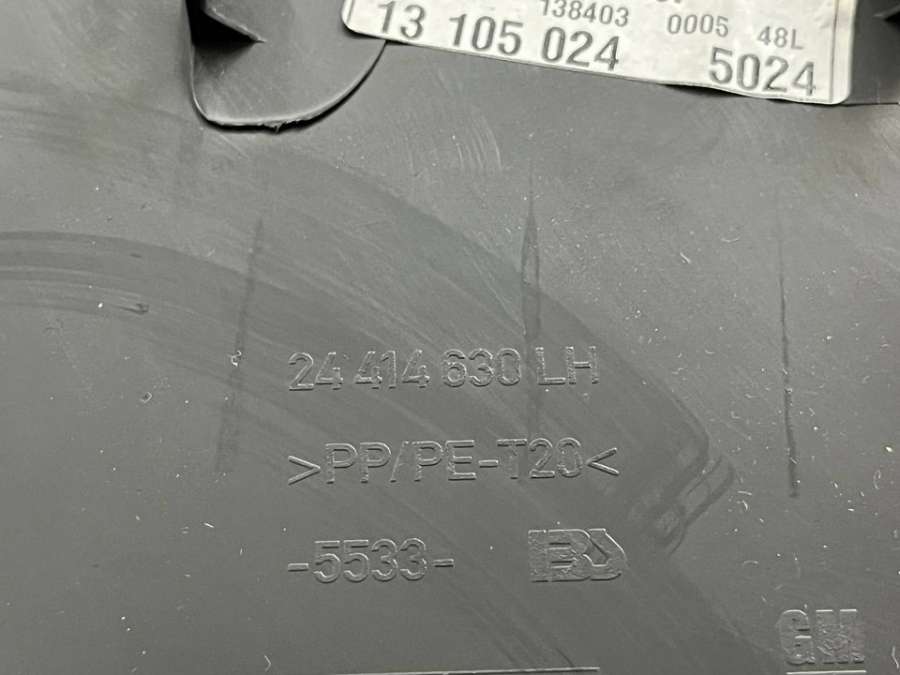 138403 0005 48L
13 105 024 5024
24 414 630 LH
>PP/PE-T20<
-5533-
GM